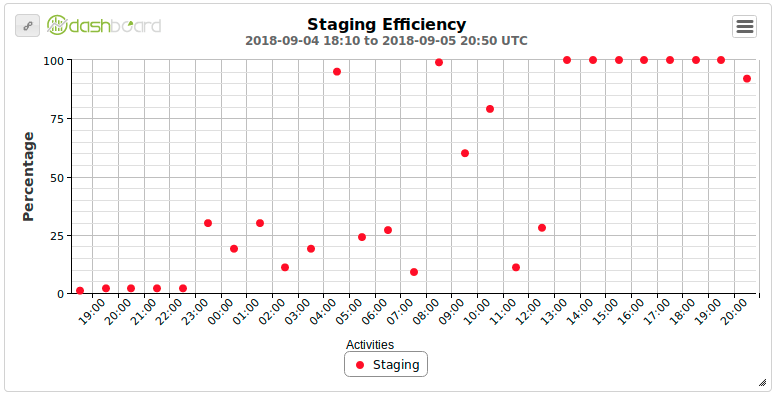 dashboard
Staging Efficiency
2018-09-04 18:10 to 2018-09-05 20:50 UTC
Percentage
100
75
50
25
0
19:00 20:00 21:00 22:00 23:00 00:00 01:00 02:00 03:00 04:00 05:00 06:00 07:00 08:00 09:00 10:00 11:00 12:00 13:00 14:00 15:00 16:00 17:00 18:00 19:00 20:00
Activities
Staging